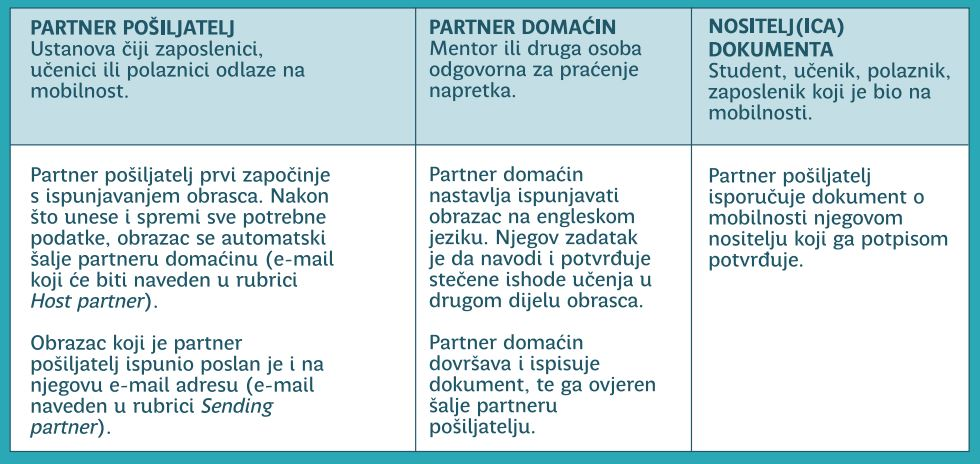 PARTNER POŠILJATELJ
Ustanova čiji zaposlenici,
učenici ili polaznici odlaze na
mobilnost.
PARTNER DOMAĆIN
Mentor ili druga osoba
odgovorna za praćenje
napretka.
NOSITELJ(ICA)
DOKUMENTA
Student, učenik, polaznik,
zaposlenik koji je bio na
mobilnosti.
Partner pošiljatelj prvi započinje
s ispunjavanjem obrasca. Nakon
što unese i spremi sve potrebne
podatke, obrazac se automatski
šalje partneru domaćinu (e-mail
koji će biti naveden u rubrici
Host partner).
Obrazac koji je partner
pošiljatelj ispunio poslan je i na
njegovu e-mail adresu (e-mail
naveden u rubrici Sending
partner).
Partner domaćin
nastavlja ispunjavati
obrazac na engleskom
jeziku. Njegov zadatak
je da navodi i potvrđuje
stečene ishode učenja u
drugom dijelu obrasca.
Partner domaćin
dovršava i ispisuje
dokument, te ga ovjeren
šalje partneru
pošiljatelju.
Partner pošiljatelj
isporučuje dokument o
mobilnosti njegovom
nositelju koji ga potpisom
potvrđuje.